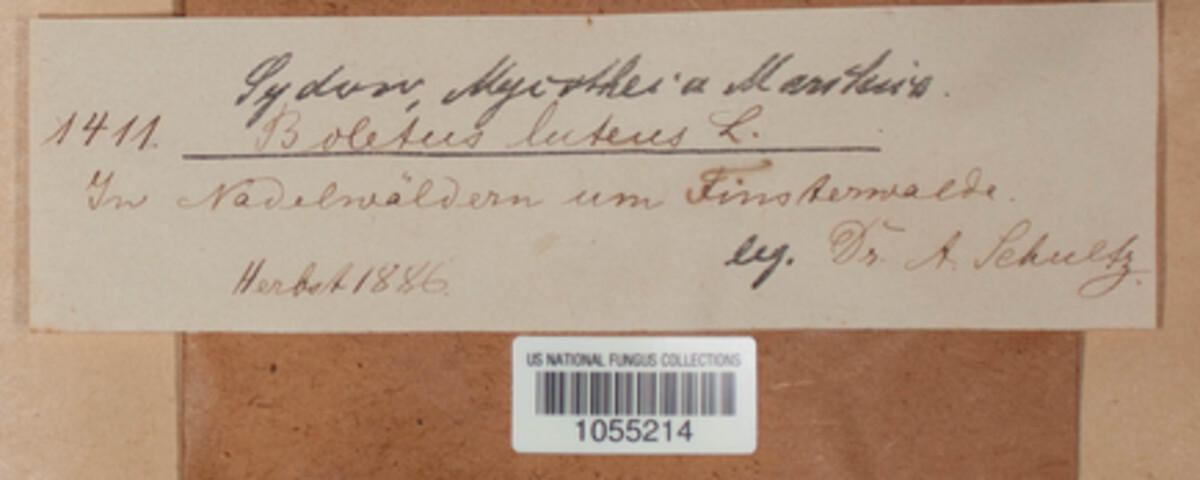 Sydow, Mycotheca Marchica.
1411. Boletus luteus L.
In Nadelwäldern um Finsterwalde.
leg. Dr. A. Schultz.
Herbst 1886.
US NATIONAL FUNGUS COLLECTIONS
1055214